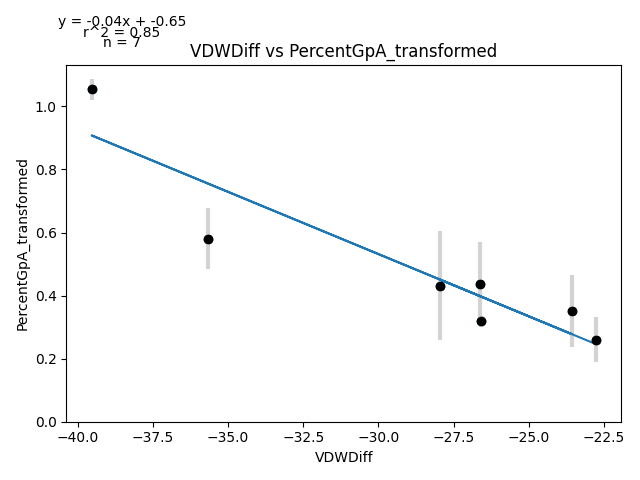 y = -0.04x + -0.65
r^2 = 0.85
n = 7
VDWDiff vs PercentGpA_transformed
PercentGpA_transformed
1.0
0.8
0.6
0.4
0.2
0.0
−40.0 −37.5 −35.0 −32.5 −30.0 −27.5 −25.0 −22.5
VDWDiff